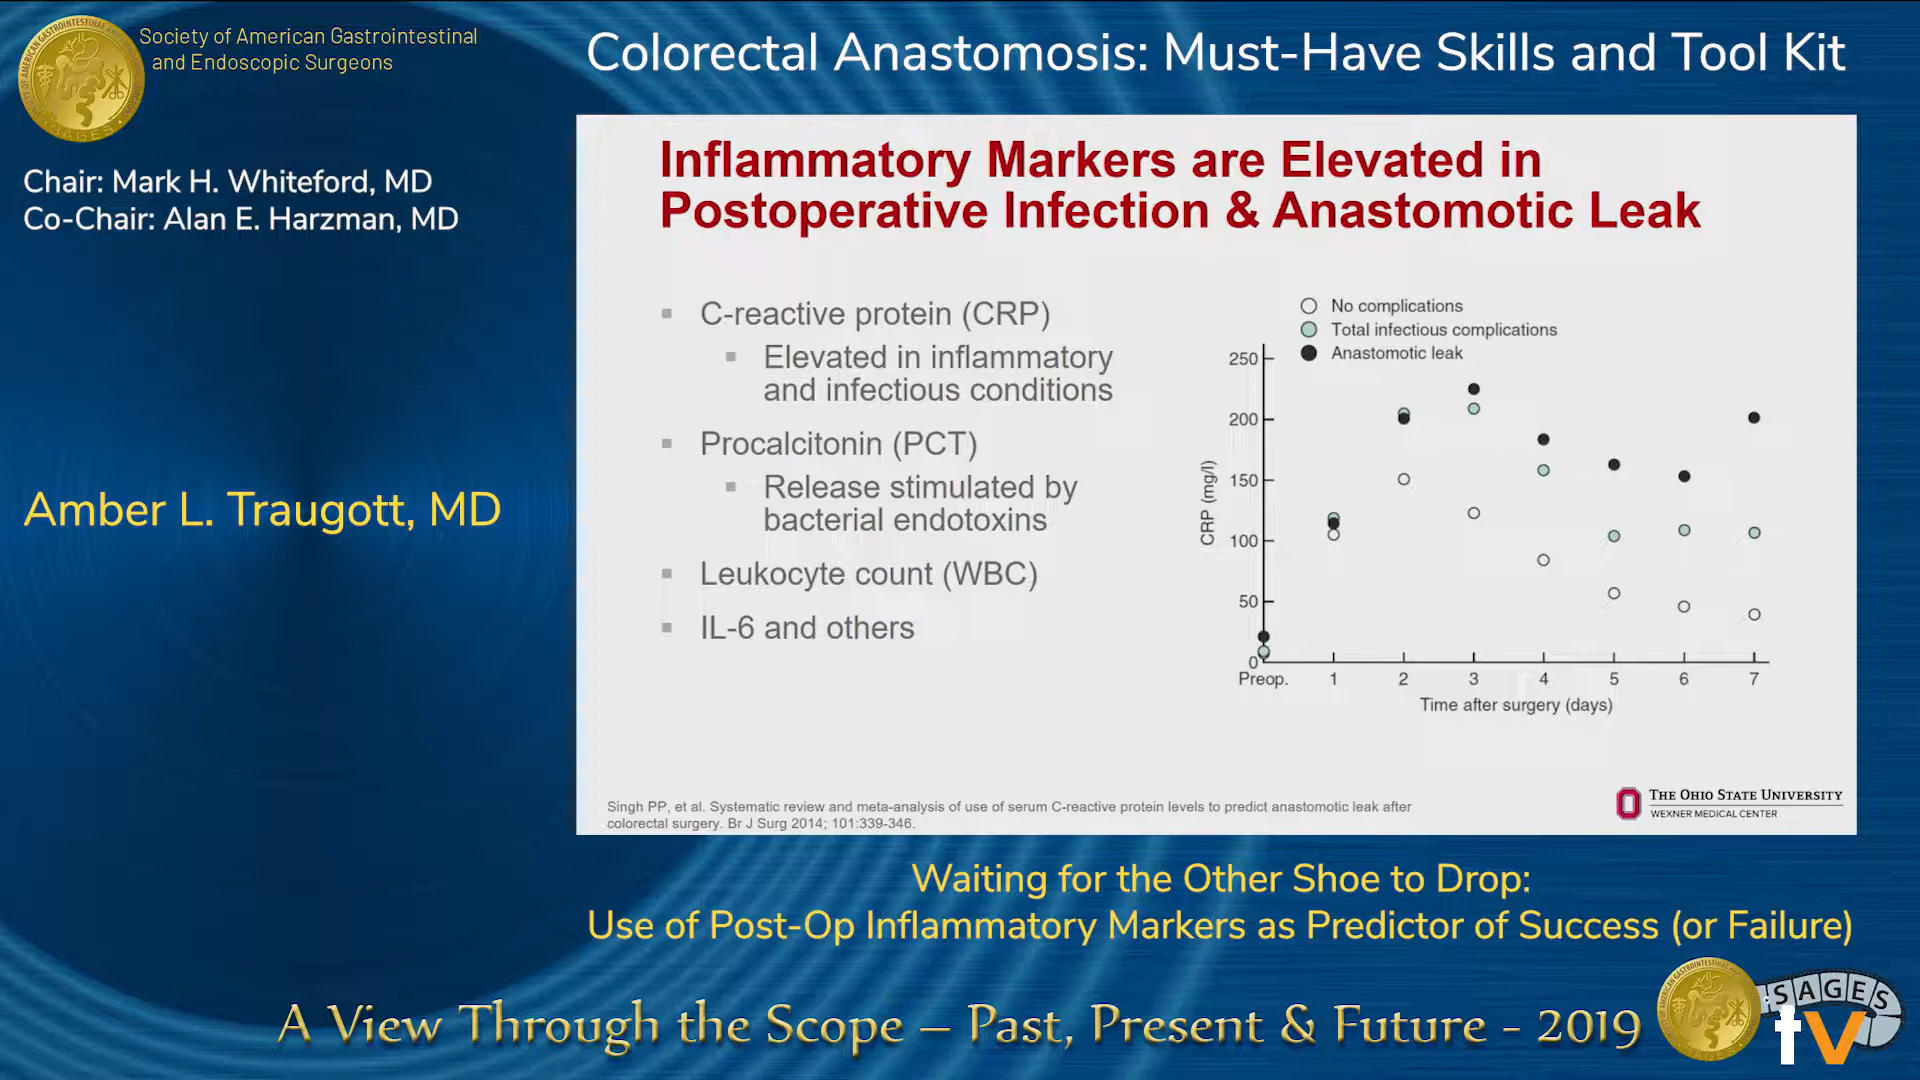 Society of American Gastrointestinal
and Endoscopic Surgeons
Colorectal Anastomosis: Must-Have Skills and Tool Kit
Chair: Mark H. Whiteford, MD
Co-Chair: Alan E. Harzman, MD
Amber L. Traugott, MD
Inflammatory Markers are Elevated in
Postoperative Infection & Anastomotic Leak
C-reactive protein (CRP)
Elevated in inflammatory
and infectious conditions
Procalcitonin (PCT)
Release stimulated by
bacterial endotoxins
Leukocyte count (WBC)
IL-6 and others
No complications
Total infectious complications
Anastomotic leak
CRP (mg/l)
250
200
150
100
50
0
Preop. 1 2 3 4 5 6 7
Time after surgery (days)
Singh PP, et al. Systematic review and meta-analysis of use of serum C-reactive protein levels to predict anastomotic leak after
colorectal surgery. Br J Surg 2014; 101:339-346.
THE OHIO STATE UNIVERSITY
WEXNER MEDICAL CENTER
Waiting for the Other Shoe to Drop:
Use of Post-Op Inflammatory Markers as Predictor of Success (or Failure)
A View Through the Scope – Past, Present & Future - 2019
SAGES
tv